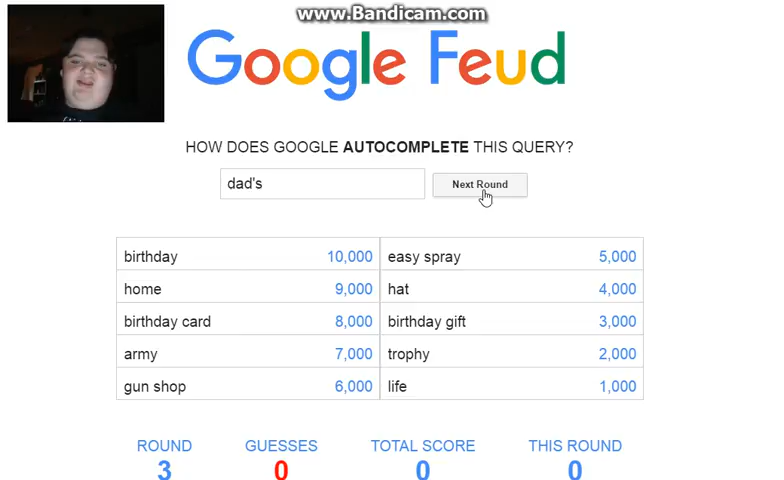 www.Bandicam.com
Google Feud
HOW DOES GOOGLE AUTOCOMPLETE THIS QUERY?
dad's Next Round
birthday 10,000 easy spray 5,000
home 9,000 hat 4,000
birthday card 8,000 birthday gift 3,000
army 7,000 trophy 2,000
gun shop 6,000 life 1,000
ROUND GUESSES TOTAL SCORE THIS ROUND
3 0 0 0